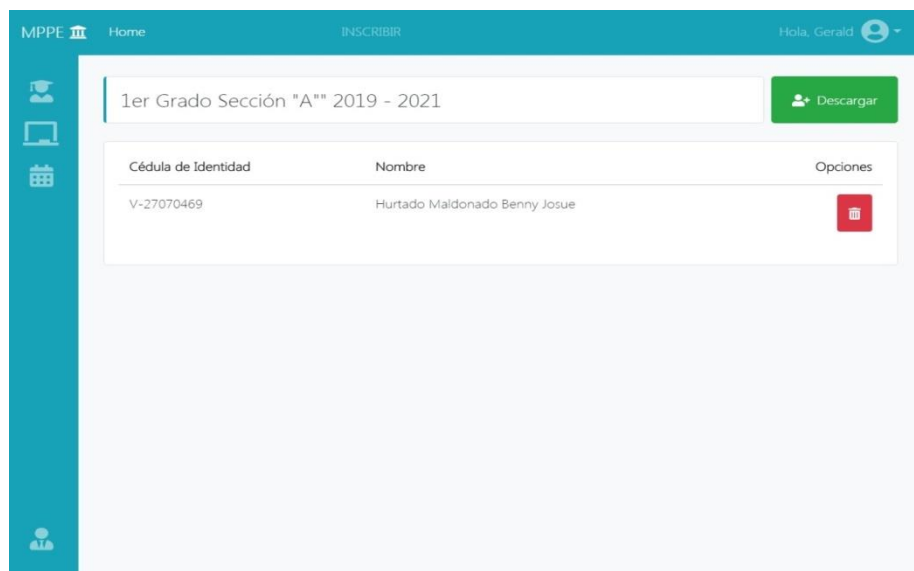 MPPE Home INSCRIBIR Hola, Gerald
1er Grado Sección "A"" 2019 - 2021
Descargar
Cédula de Identidad Nombre Opciones
V-27070469 Hurtado Maldonado Benny Josue